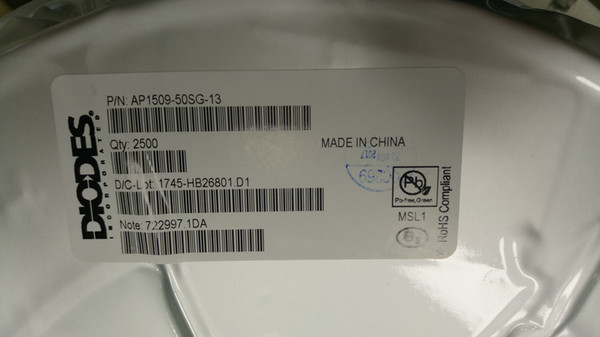 DIODES
INCORPORATED
P/N: AP1509-50SG-13
Qty: 2500
MADE IN CHINA
D/C-Lot: 1745-HB26801.D1
Pb
Pb-free,Green
MSL1
RoHS Compliant
Note: 722997.1DA